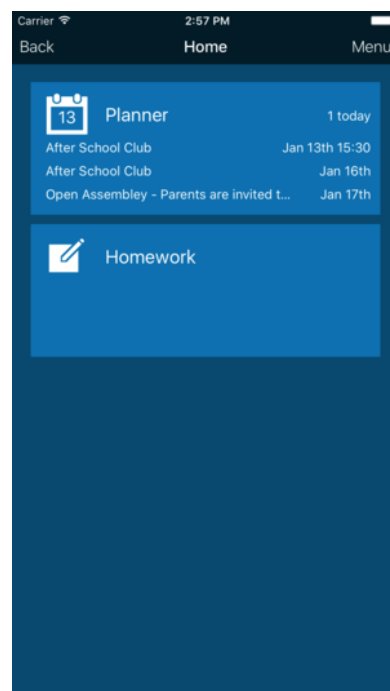 Carrier 2:57 PM
Back Home Menu
13 Planner 1 today
After School Club Jan 13th 15:30
After School Club Jan 16th
Open Assembley - Parents are invited t... Jan 17th
Homework